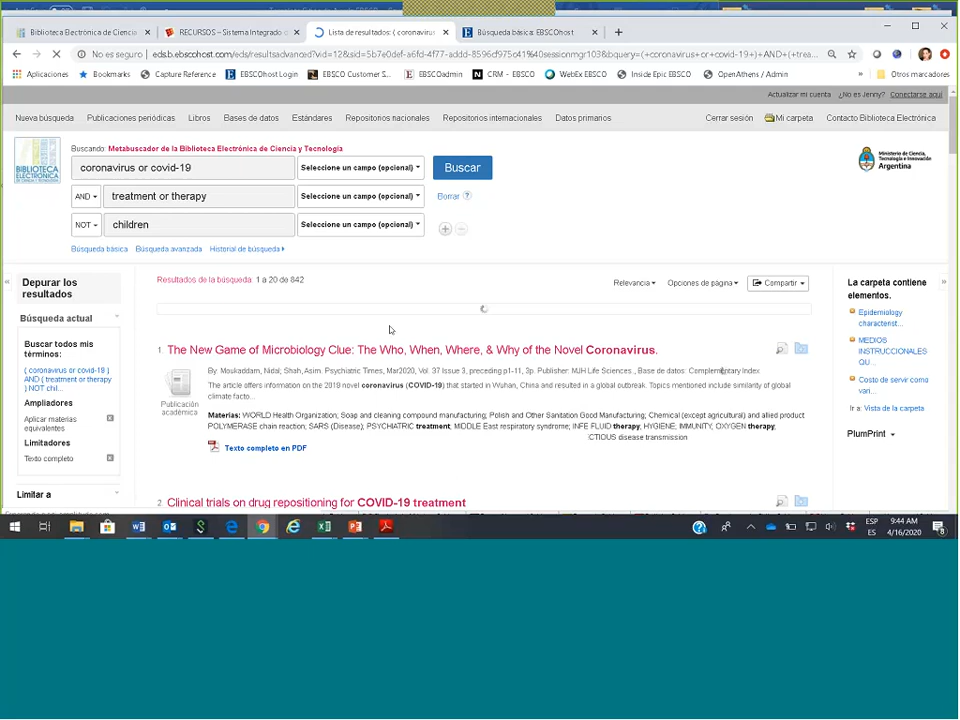 Biblioteca Electrónica de Ciencia
RECURSOS – Sistema Integrado d
Lista de resultados: ( coronavirus
Búsqueda básica: EBSCOhost
No es seguro | eds.ebscohost.com/eds/resultsadvanced?vid=12&sid=5b7e0def-a6fd-4f77-addd-8596d975c41%40sessionmgr103&bquery=(+coronavirus+or+covid-19+)+AND+(+trea...
Aplicaciones
Bookmarks
Capture Reference
EBSCOhost Login
EBSCO Customer S...
EBSCOadmin
CRM - EBSCO
WebEx EBSCO
Inside Epic EBSCO
OpenAthens / Admin
»
Otros marcadores
Actualizar mi cuenta ¿No es Jenny? Conectarse aquí
Nueva búsqueda Publicaciones periódicas Libros Bases de datos Estándares Repositorios nacionales Repositorios internacionales Datos primarios Cerrar sesión Mi carpeta Contacto Biblioteca Electrónica
BIBLIOTECA
ELECTRÓNICA
DE CIENCIA
Y TECNOLOGÍA
Buscando: Metabuscador de la Biblioteca Electrónica de Ciencia y Tecnología
coronavirus or covid-19 Seleccione un campo (opcional) Buscar
AND treatment or therapy Seleccione un campo (opcional) Borrar ?
NOT children Seleccione un campo (opcional)
Búsqueda básica Búsqueda avanzada Historial de búsqueda
Ministerio de Ciencia,
Tecnología e Innovación
Argentina
«
Depurar los
resultados
Búsqueda actual
Buscar todos mis
términos:
( coronavirus or covid-19 )
AND ( treatment or therapy
) NOT chil...
Ampliadores
Aplicar materias
equivalentes
Limitadores
Texto completo
Limitar a
Resultados de la búsqueda: 1 a 20 de 842
Relevancia Opciones de página Compartir
1. The New Game of Microbiology Clue: The Who, When, Where, & Why of the Novel Coronavirus.
By: Moukaddam, Nidal; Shah, Asim. Psychiatric Times, Mar2020, Vol. 37 Issue 3, preceding p1-11, 3p. Publisher: MJH Life Sciences., Base de datos: Complementary Index
The article offers information on the 2019 novel coronavirus (COVID-19) that started in Wuhan, China and resulted in a global outbreak. Topics mentioned include similarity of global
climate facto...
Publicación
académica
Materias: WORLD Health Organization; Soap and cleaning compound manufacturing; Polish and Other Sanitation Good Manufacturing; Chemical (except agricultural) and allied product
POLYMERASE chain reaction; SARS (Disease); PSYCHIATRIC treatment; MIDDLE East respiratory syndrome; INFE FLUID therapy; HYGIENE; IMMUNITY; OXYGEN therapy;
CTIOUS disease transmission
Texto completo en PDF
2. Clinical trials on drug repositioning for COVID-19 treatment
La carpeta contiene
elementos.
»
Epidemiology
characterist...
MEDIOS
INSTRUCCIONALES
QU...
Costo de servir como
van...
Ir a: Vista de la carpeta
PlumPrint
ESP
ES
9:44 AM
4/16/2020
8